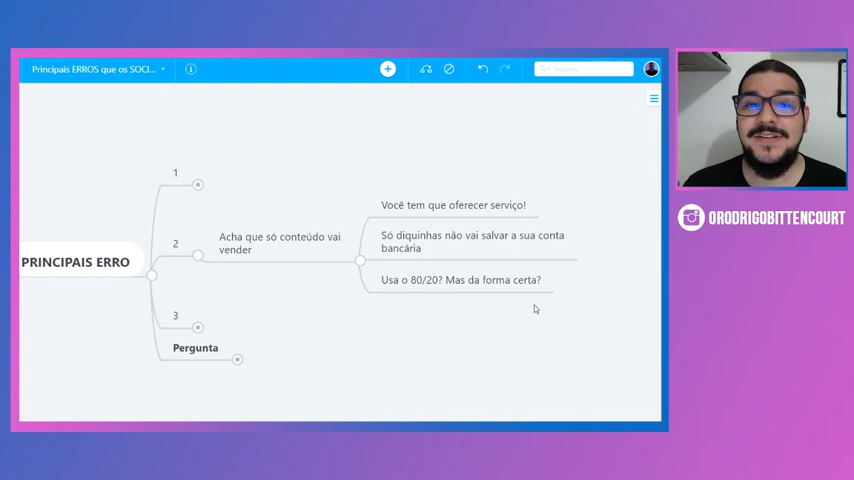 Principais ERROS que os SOCI...
ORODRIGOBITTENCOURT
1
2
Acha que só conteúdo vai
vender
Você tem que oferecer serviço!
Só diquinhas não vai salvar a sua conta
bancária
Usa o 80/20? Mas da forma certa?
PRINCIPAIS ERRO
3
Pergunta